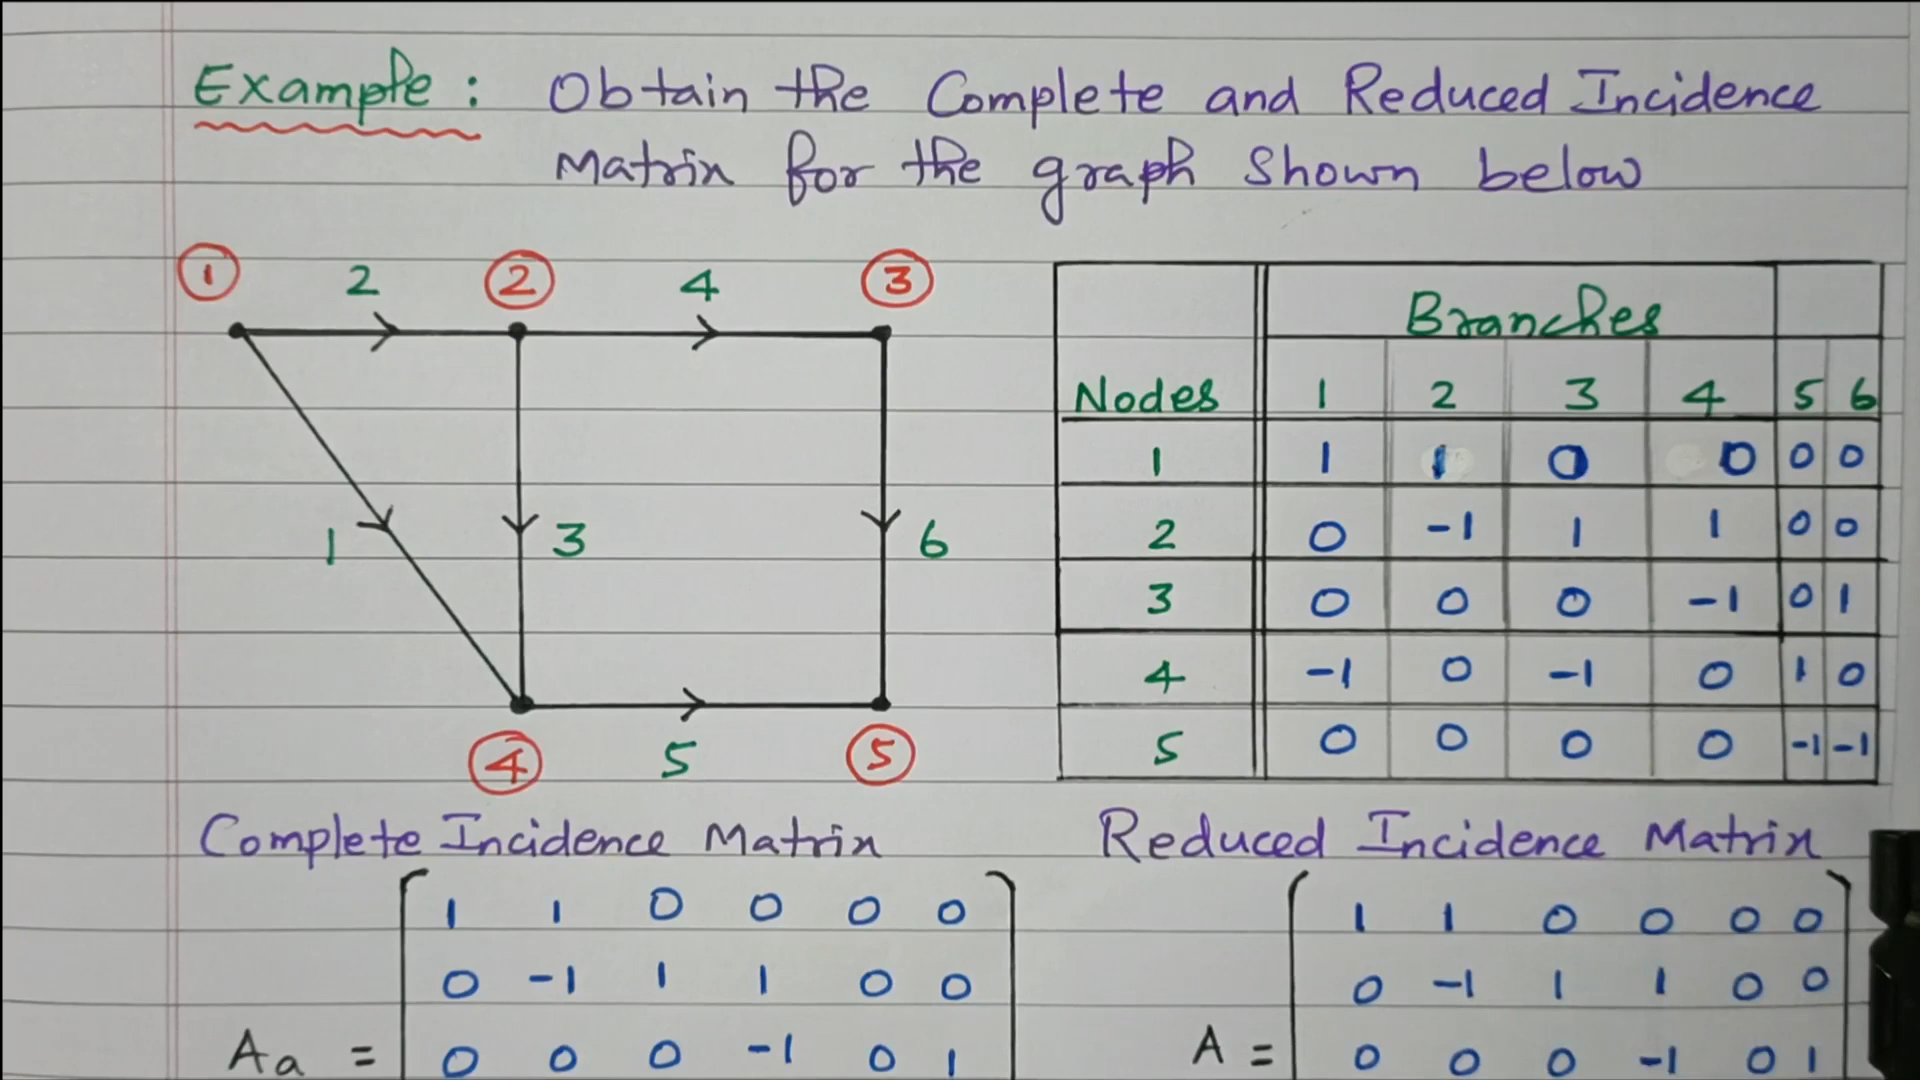 Example: Obtain the Complete and Reduced Incidence
Matrix for the graph shown below
1 2 2 4 3
1 3 6
4 5 5
Branches
Nodes 1 2 3 4 5 6
1 1 1 0 0 0 0
2 0 -1 1 1 0 0
3 0 0 0 -1 0 1
4 -1 0 -1 0 1 0
5 0 0 0 0 -1 -1
Complete Incidence Matrix
1 1 0 0 0 0
0 -1 1 1 0 0
Aa = 0 0 0 -1 0 1
Reduced Incidence Matrix
1 1 0 0 0 0
0 -1 1 1 0 0
A = 0 0 0 -1 0 1